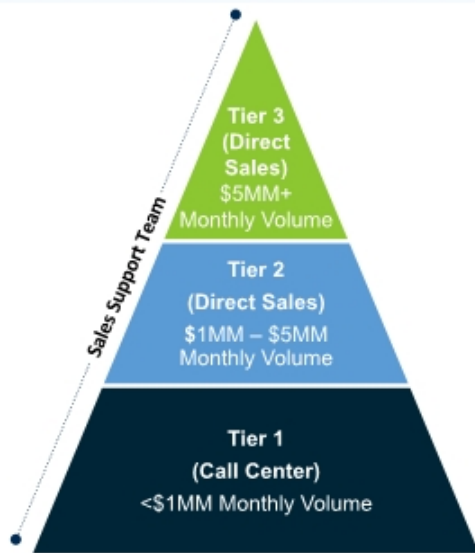 Tier 3
(Direct
Sales)
$5MM+
Monthly Volume
Sales Support Team
Tier 2
(Direct Sales)
$1MM – $5MM
Monthly Volume
Tier 1
(Call Center)
<$1MM Monthly Volume